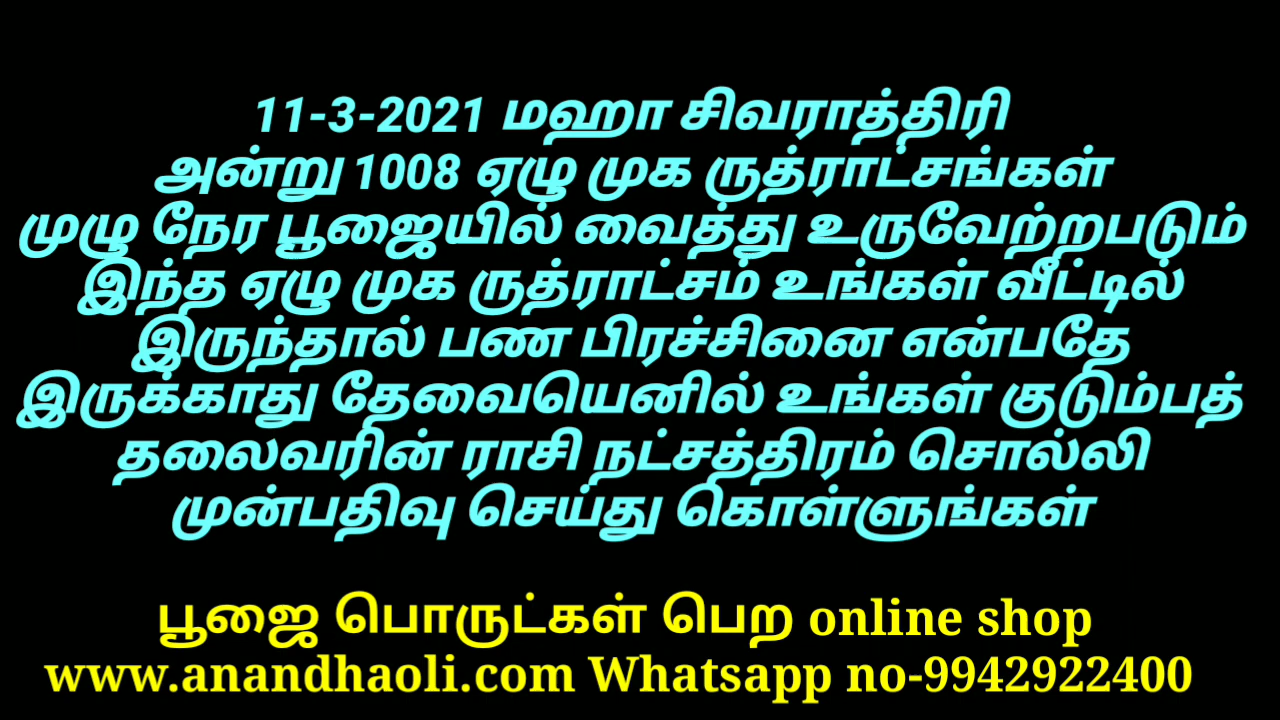 11-3-2021 மஹா சிவராத்திரி
அன்று 1008 ஏழு முக ருத்ராட்சங்கள்
முழு நேர பூஜையில் வைத்து உருவேற்றபடும்
இந்த ஏழு முக ருத்ராட்சம் உங்கள் வீட்டில்
இருந்தால் பண பிரச்சினை என்பதே
இருக்காது தேவையெனில் உங்கள் குடும்பத்
தலைவரின் ராசி நட்சத்திரம் சொல்லி
முன்பதிவு செய்து கொள்ளுங்கள்
பூஜை பொருட்கள் பெற online shop
www.anandhaoli.com Whatsapp no-9942922400